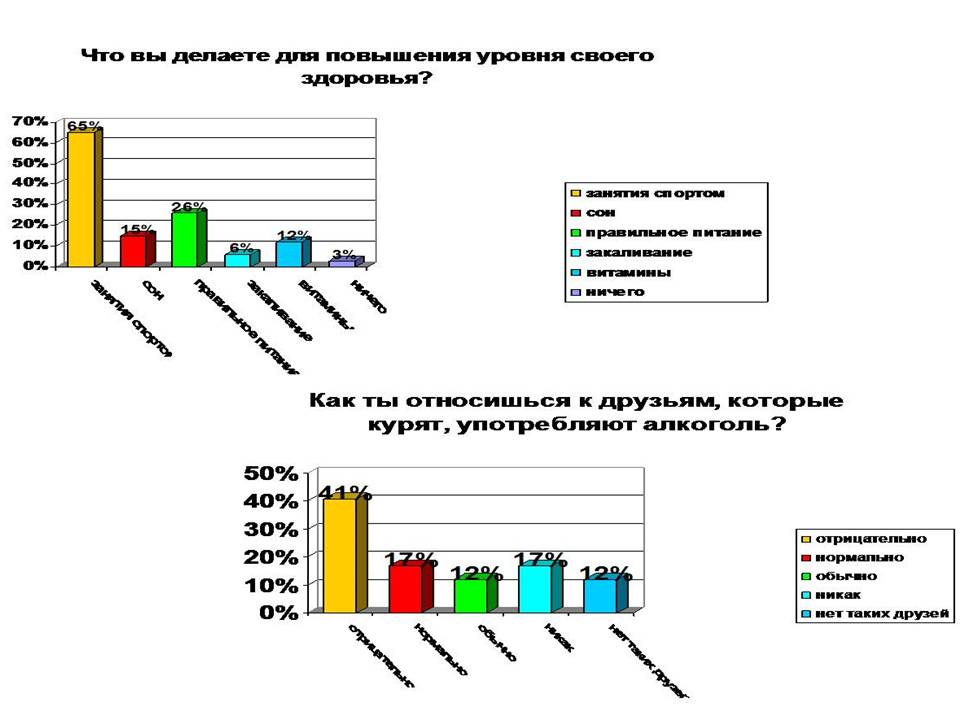 Что вы делаете для повышения уровня своего
здоровья?
70%
60%
50%
40%
30%
20%
10%
0%
65%
15%
26%
6%
12%
3%
занятия спортом
сон
правильное питание
закаливание
витамины
ничего
занятия спортом
сон
правильное питание
закаливание
витамины
ничего
Как ты относишься к друзьям, которые
курят, употребляют алкоголь?
50%
40%
30%
20%
10%
0%
41%
17%
12%
17%
12%
отрицательно
нормально
обычно
никак
нет таких друзей
отрицательно
нормально
обычно
никак
нет таких друзей